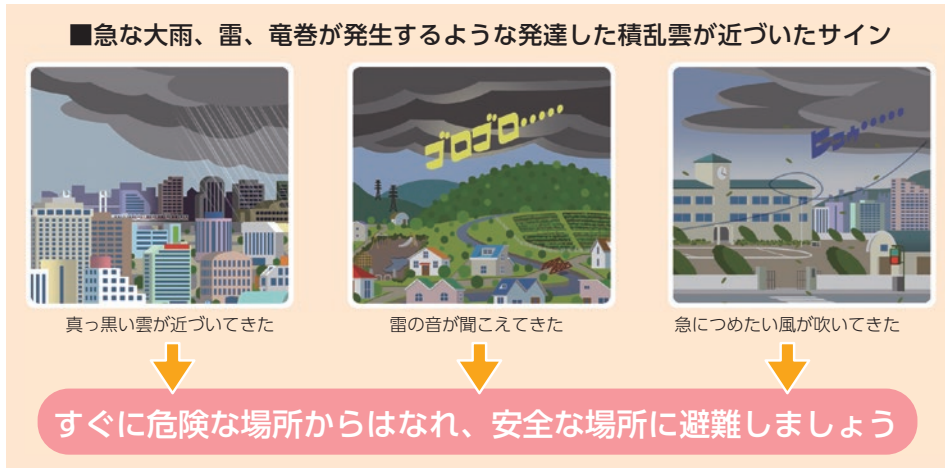 ■急な大雨、雷、竜巻が発生するような発達した積乱雲が近づいたサイン
ゴロゴロ・・・・・
ビュォ・・・・・
真っ黒い雲が近づいてきた
雷の音が聞こえてきた
急につめたい風が吹いてきた
すぐに危険な場所からはなれ、安全な場所に避難しましょう